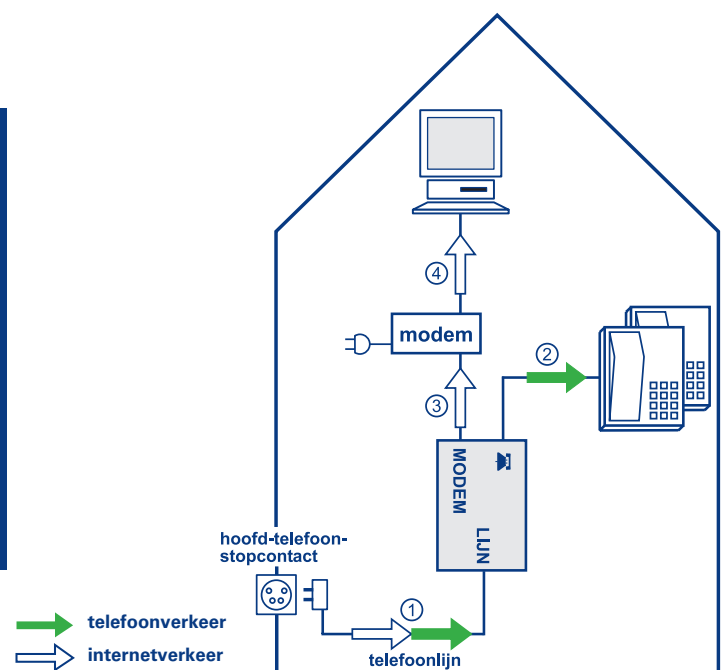 4
modem
2
3
MODEM
LIJN
hoofd-telefoon-
stopcontact
1
telefoonverkeer
internetverkeer
telefoonlijn